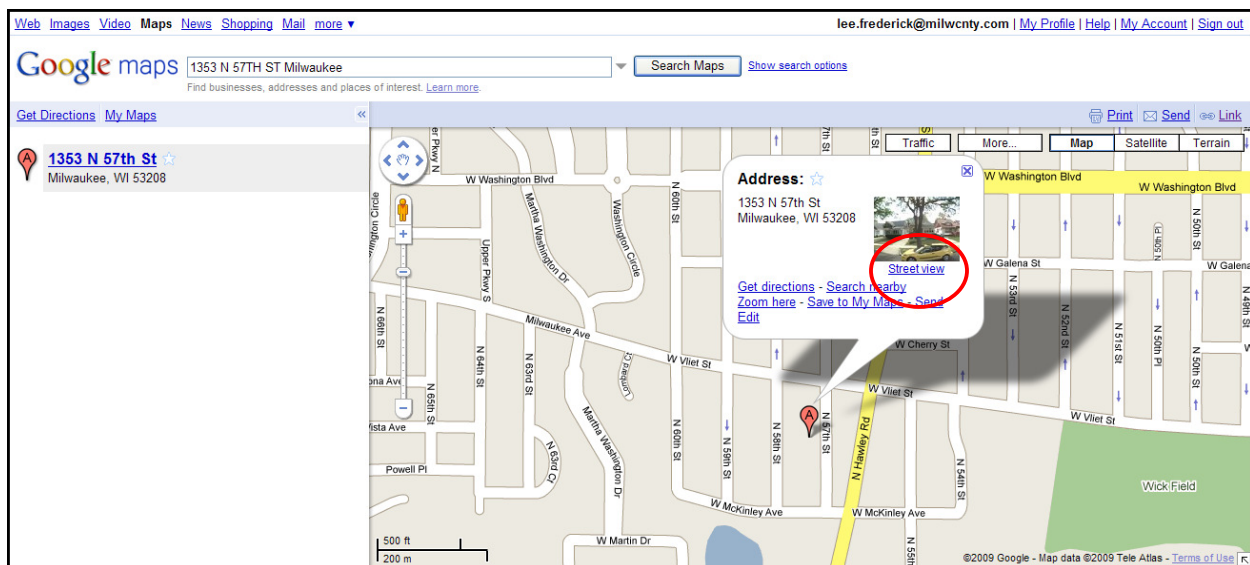 Web Images Video Maps News Shopping Mail more ▼
lee.frederick@milwcnty.com | My Profile | Help | My Account | Sign out
Google maps
1353 N 57TH ST Milwaukee
Search Maps
Show search options
Find businesses, addresses and places of interest. Learn more.
Get Directions My Maps
«
Print Send Link
A
1353 N 57th St
Milwaukee, WI 53208
Traffic
More...
Map
Satellite
Terrain
Address:
1353 N 57th St
Milwaukee, WI 53208
Street view
Get directions - Search nearby
Zoom here - Save to My Maps - Send
Edit
W Washington Blvd
W Washington Blvd
W Washington Blvd
Martha Washington Dr
Washington Circle
Upper Pkwy S
N 60th St
W Galena St
W Galena
N 50th Pl
N 50th St
N 49th St
N 53rd St
N 52nd St
N 51st St
N 50th Pl
N 50th St
N 66th St
N 64th St
N 63rd St
Milwaukee Ave
W Vliet St
W Cherry St
W Vliet St
W Vliet St
N 65th St
Vista Ave
Powell Pl
N 63rd Ct
Martha Washington Dr
N 60th St
N 59th St
N 58th St
A
N 57th St
N Hawley Rd
N 54th St
Wick Field
W McKinley Ave
W McKinley Ave
W Martin Dr
N 55th
500 ft
200 m
©2009 Google - Map data ©2009 Tele Atlas - Terms of Use